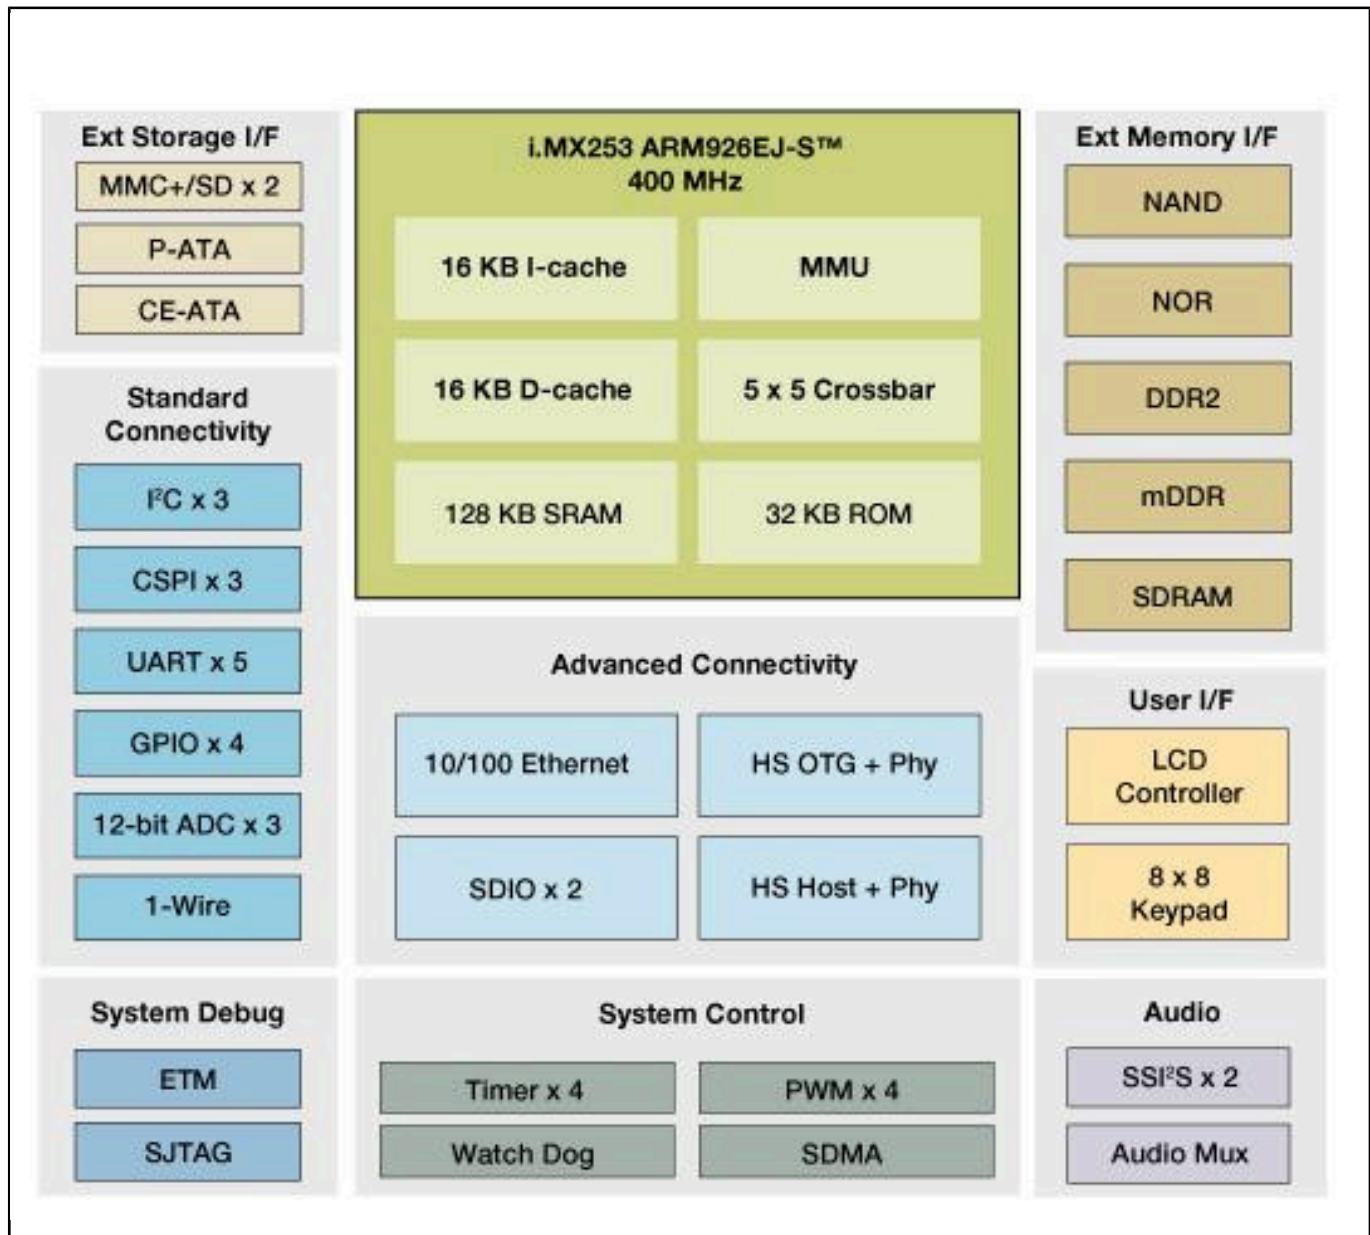 Ext Storage I/F
MMC+/SD x 2
P-ATA
CE-ATA
Standard
Connectivity
I²C x 3
CSPI x 3
UART x 5
GPIO x 4
12-bit ADC x 3
1-Wire
System Debug
ETM
SJTAG
i.MX253 ARM926EJ-S™
400 MHz
16 KB I-cache
MMU
16 KB D-cache
5 x 5 Crossbar
128 KB SRAM
32 KB ROM
Advanced Connectivity
10/100 Ethernet
HS OTG + Phy
SDIO x 2
HS Host + Phy
System Control
Timer x 4
PWM x 4
Watch Dog
SDMA
Ext Memory I/F
NAND
NOR
DDR2
mDDR
SDRAM
User I/F
LCD
Controller
8 x 8
Keypad
Audio
SSI²S x 2
Audio Mux